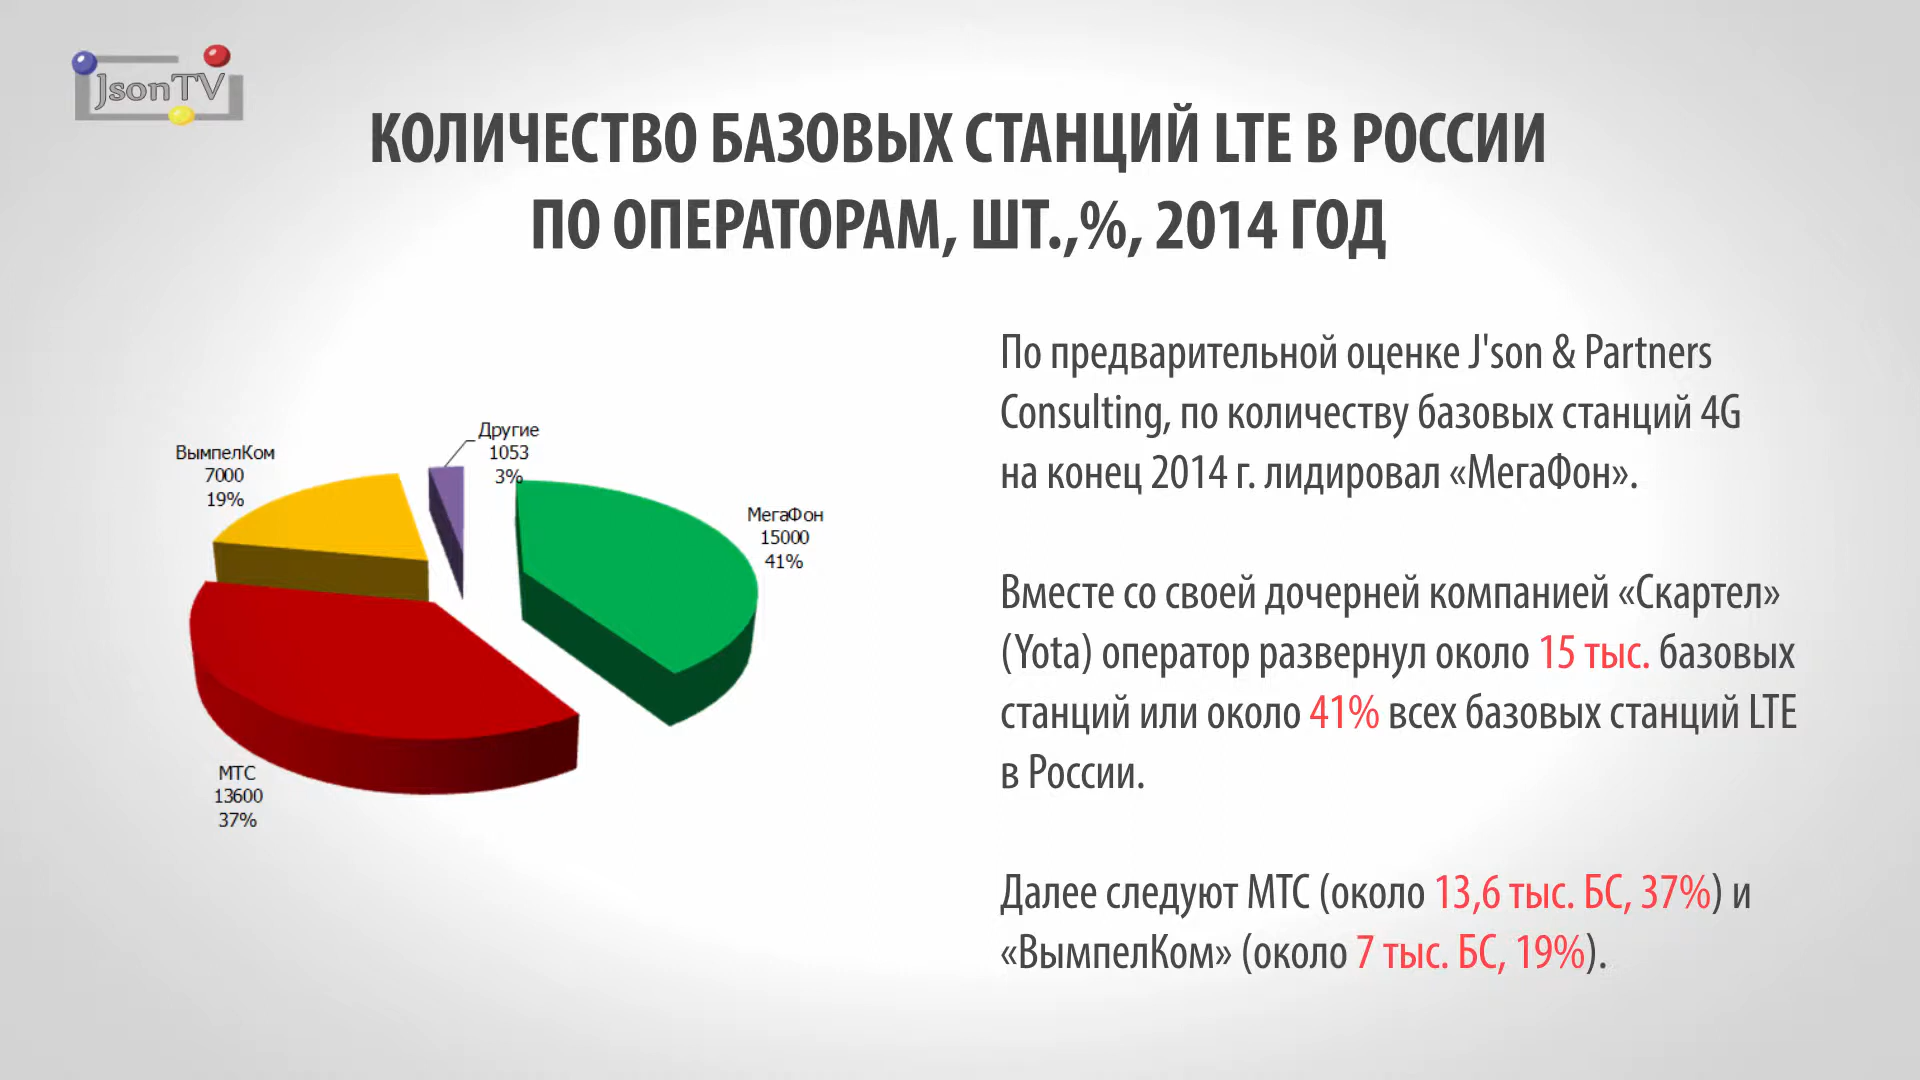 JsonTV
КОЛИЧЕСТВО БАЗОВЫХ СТАНЦИЙ LTE В РОССИИ
ПО ОПЕРАТОРАМ, ШТ.,%, 2014 ГОД
Другие
1053
3%
ВымпелКом
7000
19%
МегаФон
15000
41%
МТС
13600
37%
По предварительной оценке J'son & Partners
Consulting, по количеству базовых станций 4G
на конец 2014 г. лидировал «МегаФон».
Вместе со своей дочерней компанией «Скартел»
(Yota) оператор развернул около 15 тыс. базовых
станций или около 41% всех базовых станций LTE
в России.
Далее следуют МТС (около 13,6 тыс. БС, 37%) и
«ВымпелКом» (около 7 тыс. БС, 19%).